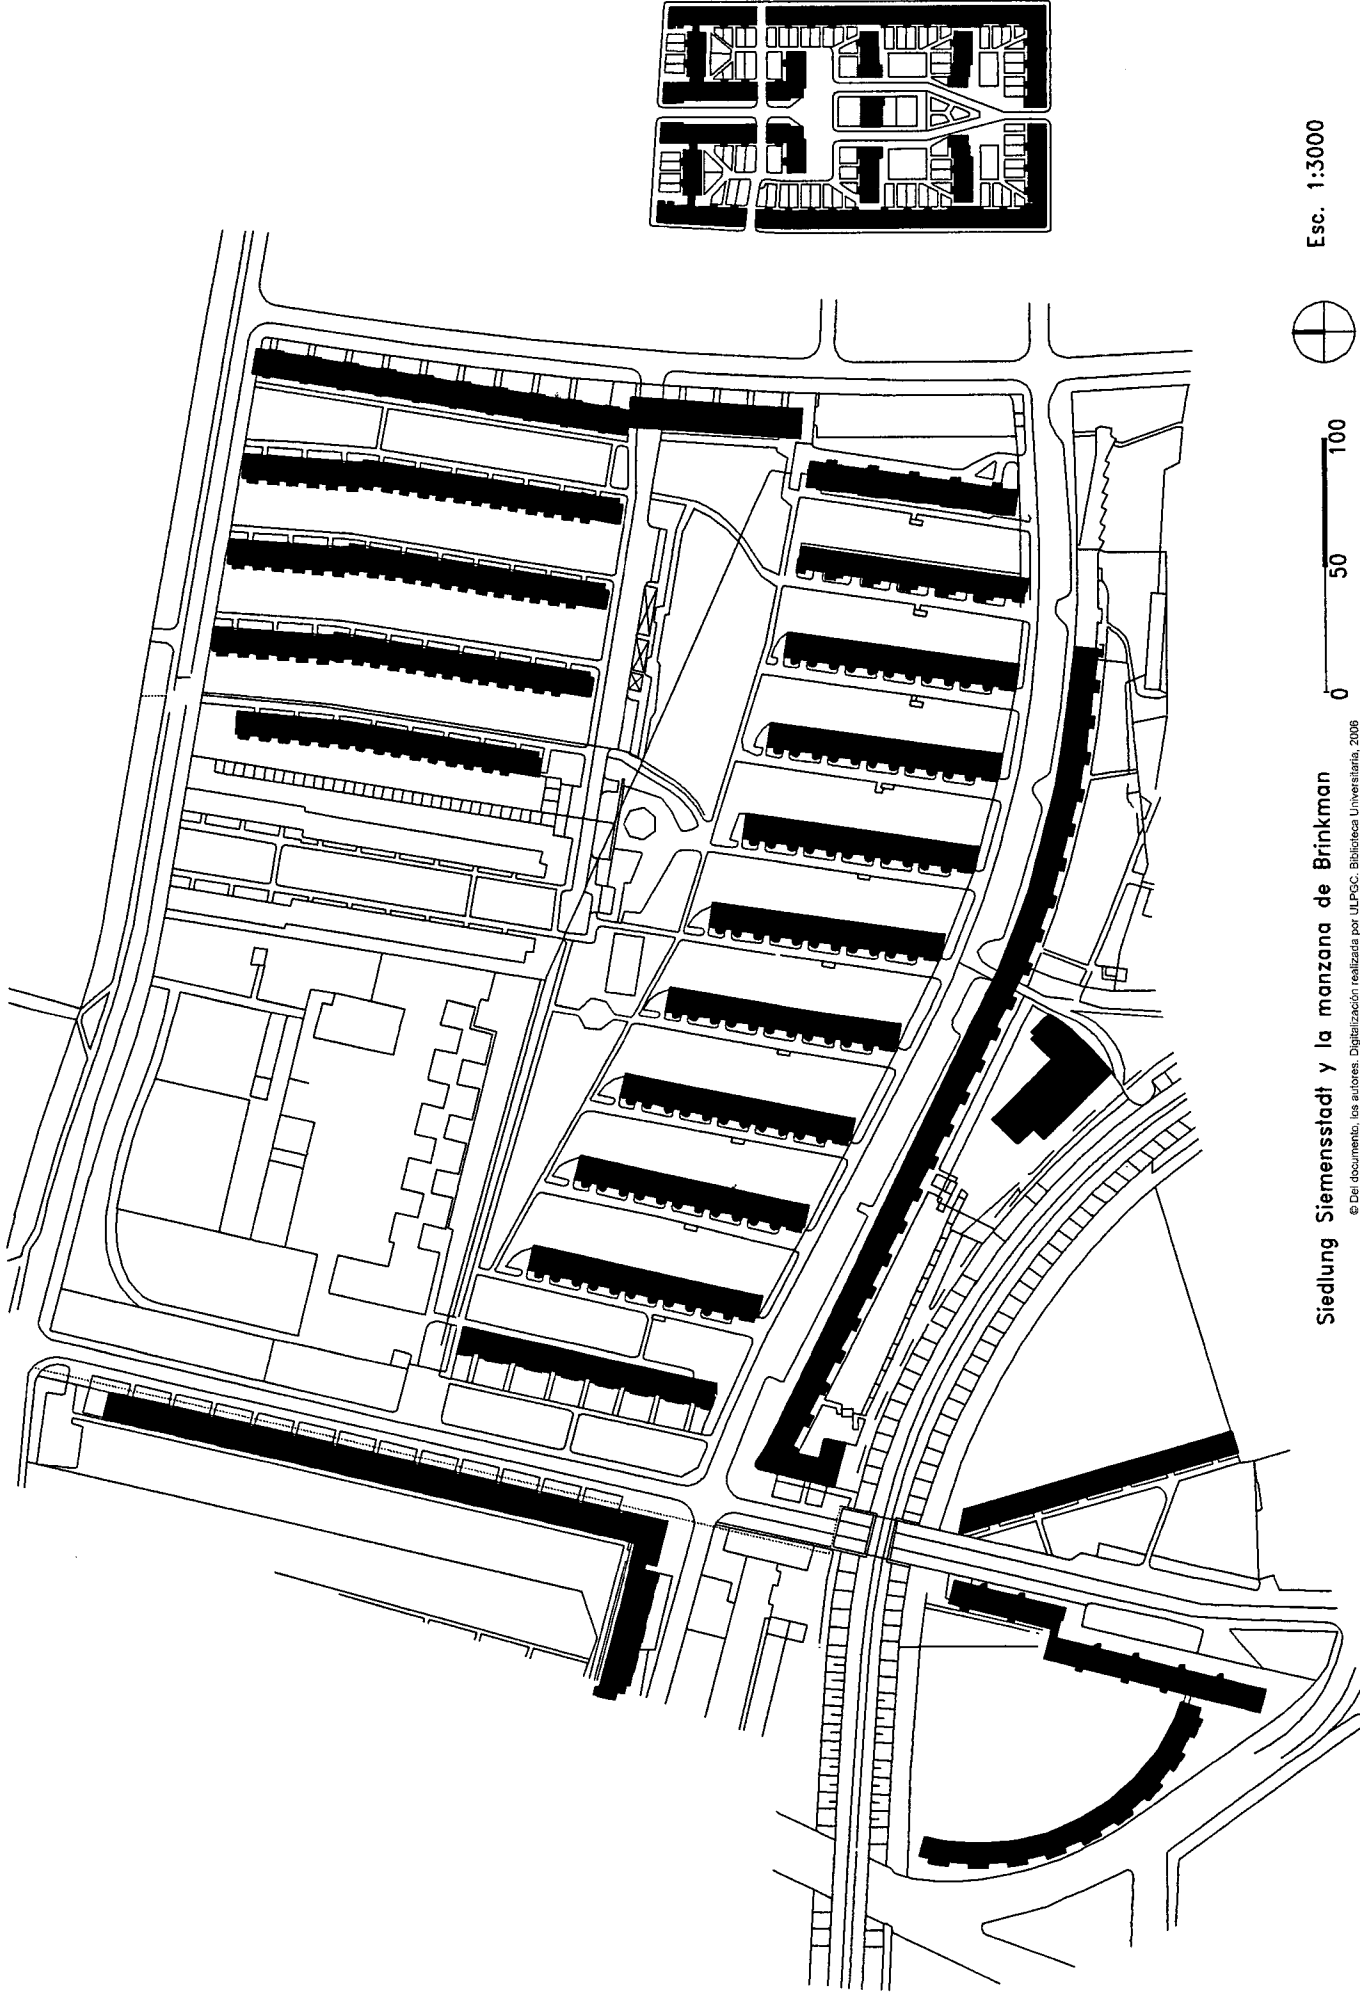 Siedlung Siemensstadt y la manzana de Brinkman
0 50 100
Esc. 1:3000
© Del documento, los autores. Digitalización realizada por ULPGC. Biblioteca Universitaria, 2006